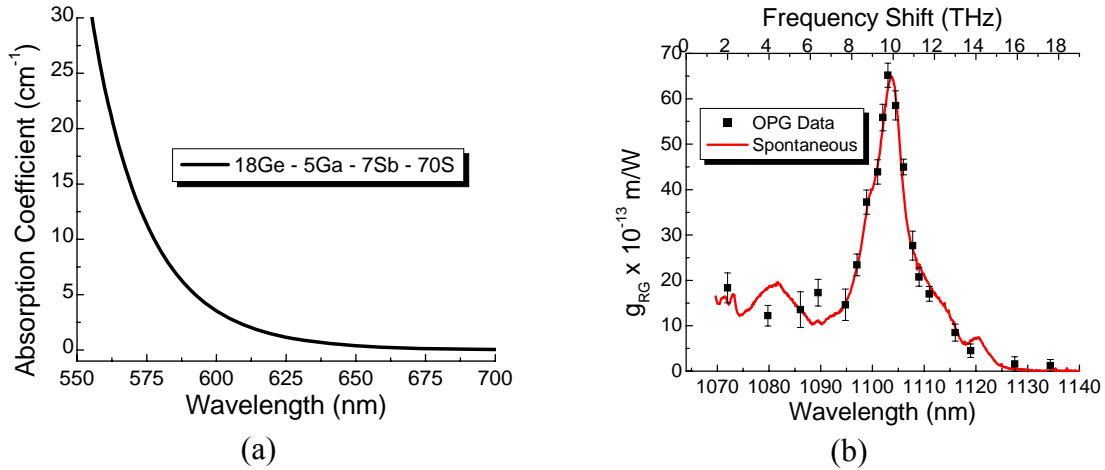 30
25
20
15
10
5
0
Absorption Coefficient (cm⁻¹)
18Ge - 5Ga - 7Sb - 70S
550 575 600 625 650 675 700
Wavelength (nm)
(a)
Frequency Shift (THz)
0 2 4 6 8 10 12 14 16 18
70
60
50
40
30
20
10
0
g_RG x 10⁻¹³ m/W
OPG Data
Spontaneous
1070 1080 1090 1100 1110 1120 1130 1140
Wavelength (nm)
(b)